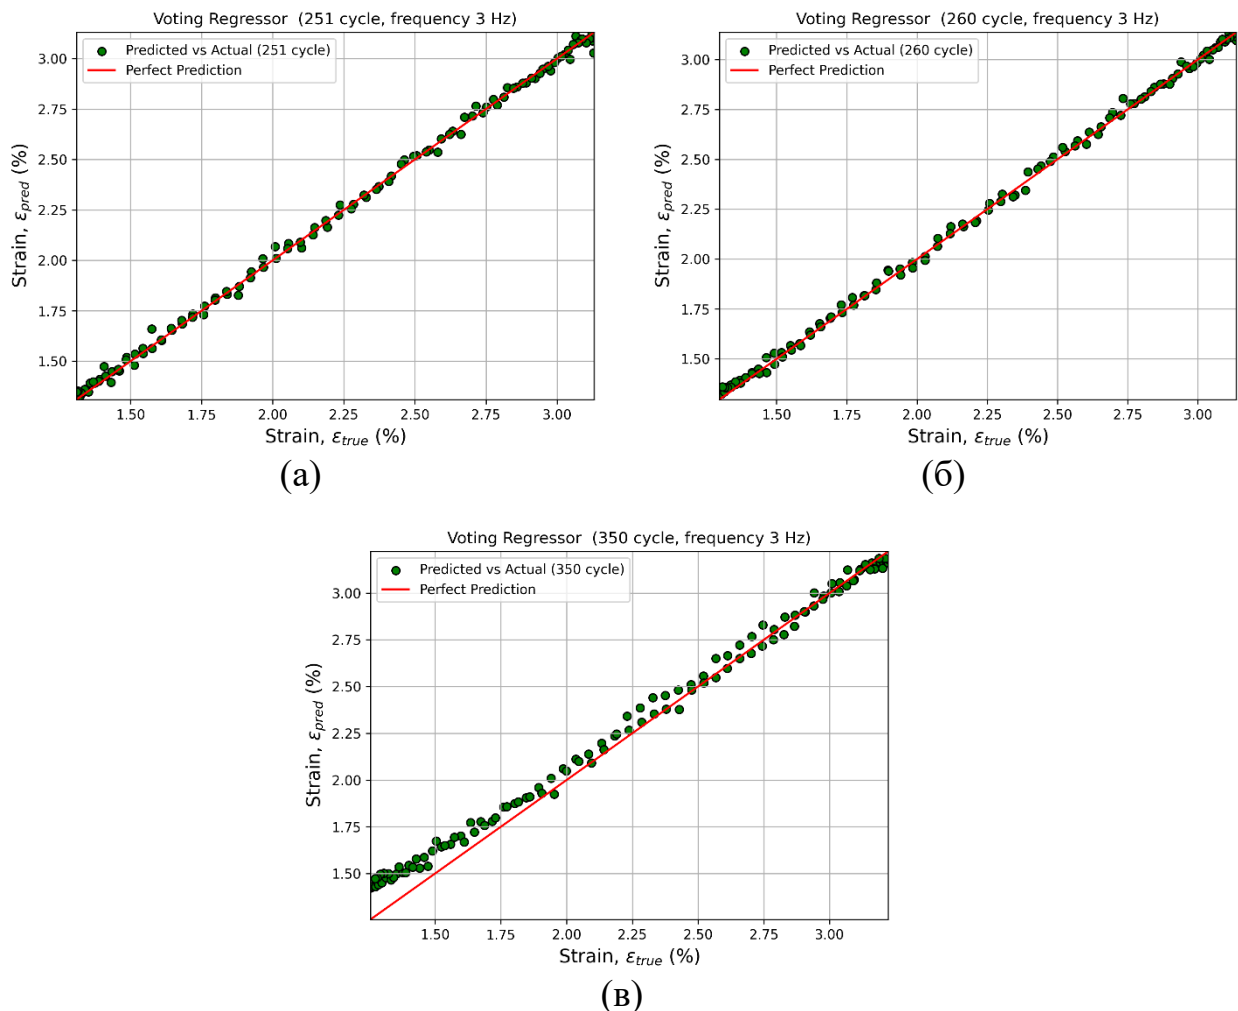 Voting Regressor  (251 cycle, frequency 3 Hz)
Predicted vs Actual (251 cycle)
Perfect Prediction
Strain, ε_pred (%)
3.00
2.75
2.50
2.25
2.00
1.75
1.50
1.50 1.75 2.00 2.25 2.50 2.75 3.00
Strain, ε_true (%)
(а)
Voting Regressor  (260 cycle, frequency 3 Hz)
Predicted vs Actual (260 cycle)
Perfect Prediction
Strain, ε_pred (%)
3.00
2.75
2.50
2.25
2.00
1.75
1.50
1.50 1.75 2.00 2.25 2.50 2.75 3.00
Strain, ε_true (%)
(б)
Voting Regressor  (350 cycle, frequency 3 Hz)
Predicted vs Actual (350 cycle)
Perfect Prediction
Strain, ε_pred (%)
3.00
2.75
2.50
2.25
2.00
1.75
1.50
1.50 1.75 2.00 2.25 2.50 2.75 3.00
Strain, ε_true (%)
(в)